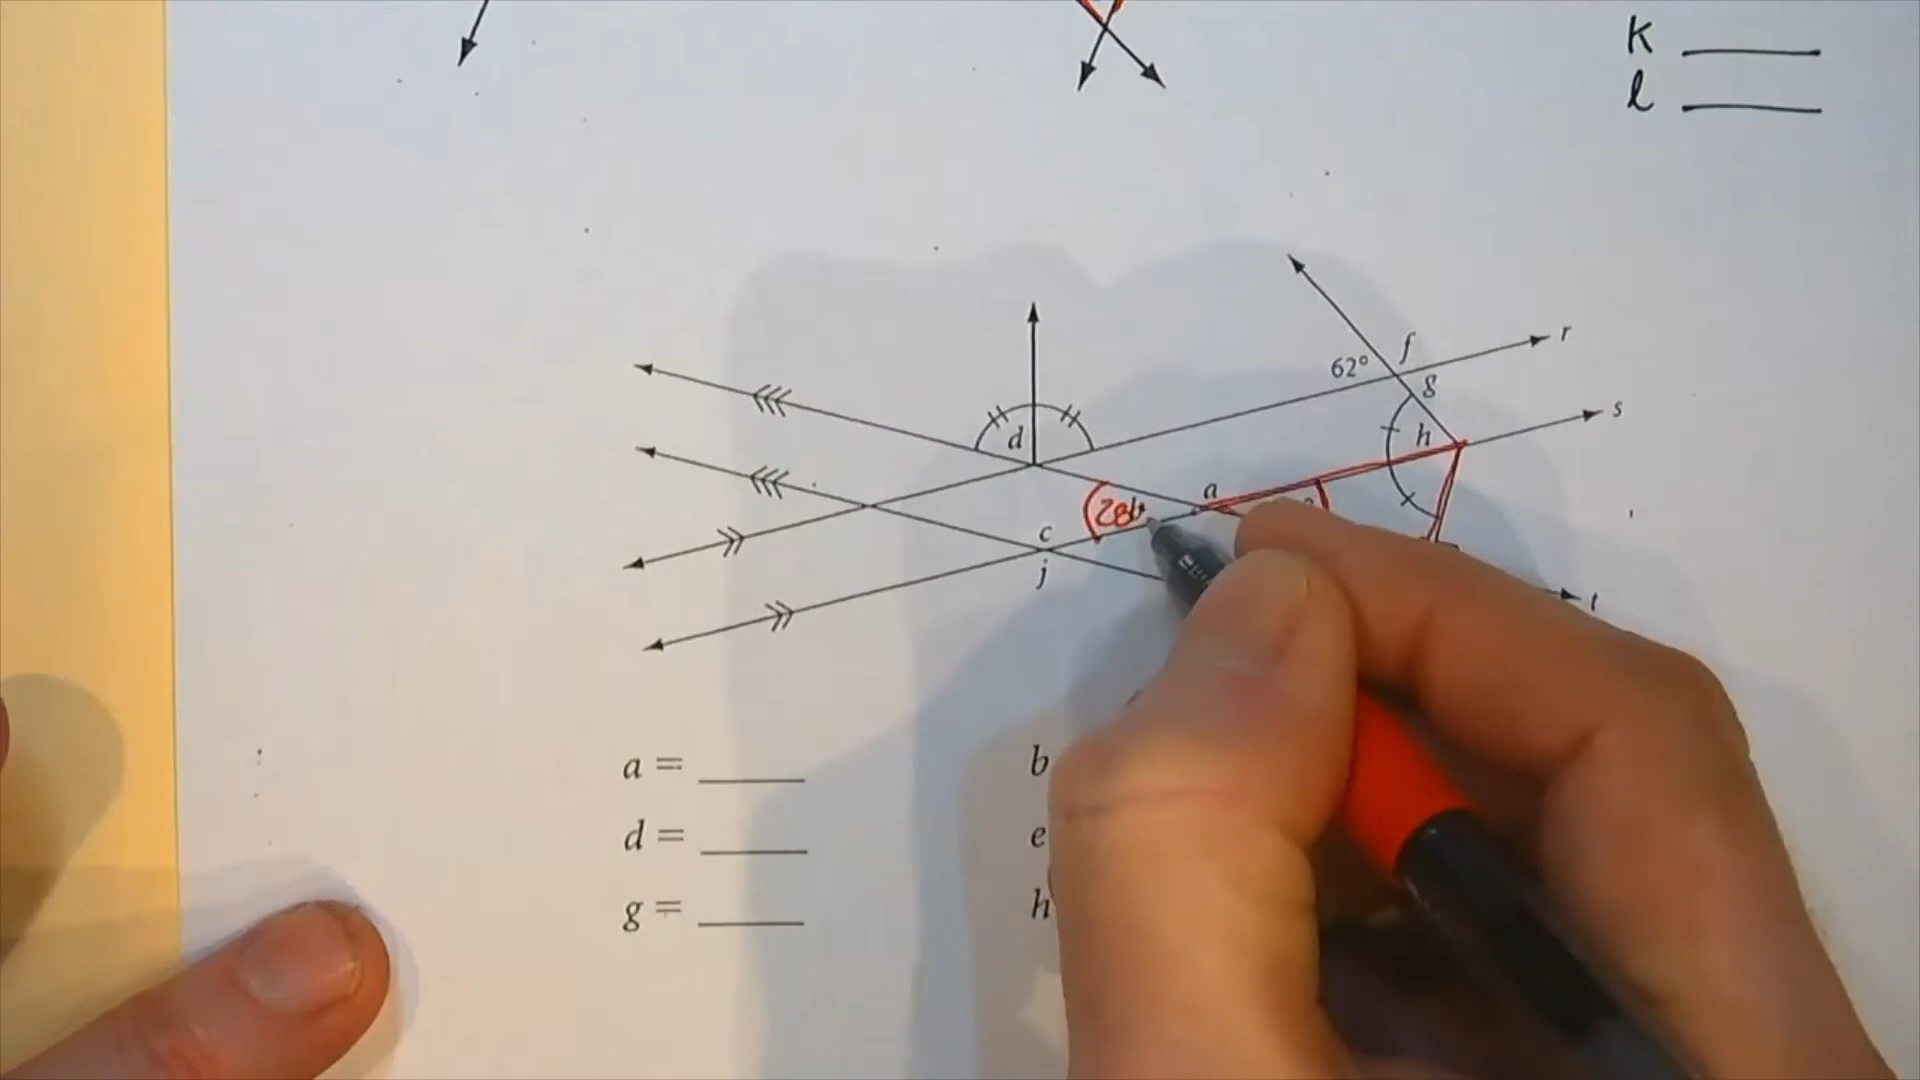 k
l
f
r
62°
g
s
d
h
a
28
c
j
t
a =
b
d =
e
g =
h